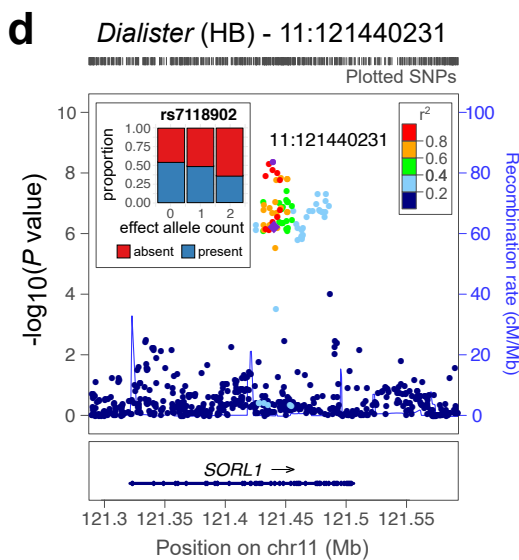 d
Dialister (HB) - 11:121440231
Plotted SNPs
10
8
6
4
2
0
-log10(P value)
100
80
60
40
20
0
Recombination rate (cM/Mb)
rs7118902
1.00
0.75
0.50
0.25
0.00
proportion
0 1 2
effect allele count
absent present
11:121440231
r2
0.8
0.6
0.4
0.2
SORL1 →
121.3 121.35 121.4 121.45 121.5 121.55
Position on chr11 (Mb)